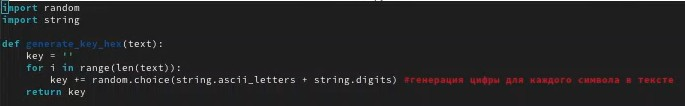 import random
import string
def generate_key_hex(text):
    key = ''
    for i in range(len(text)):
        key += random.choice(string.ascii_letters + string.digits) #генерация цифры для каждого символа в тексте
    return key